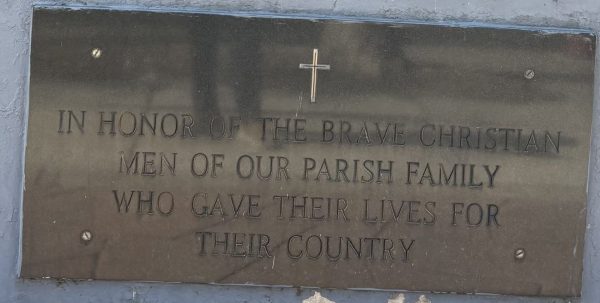 IN HONOR OF THE BRAVE CHRISTIAN
MEN OF OUR PARISH FAMILY
WHO GAVE THEIR LIVES FOR
THEIR COUNTRY